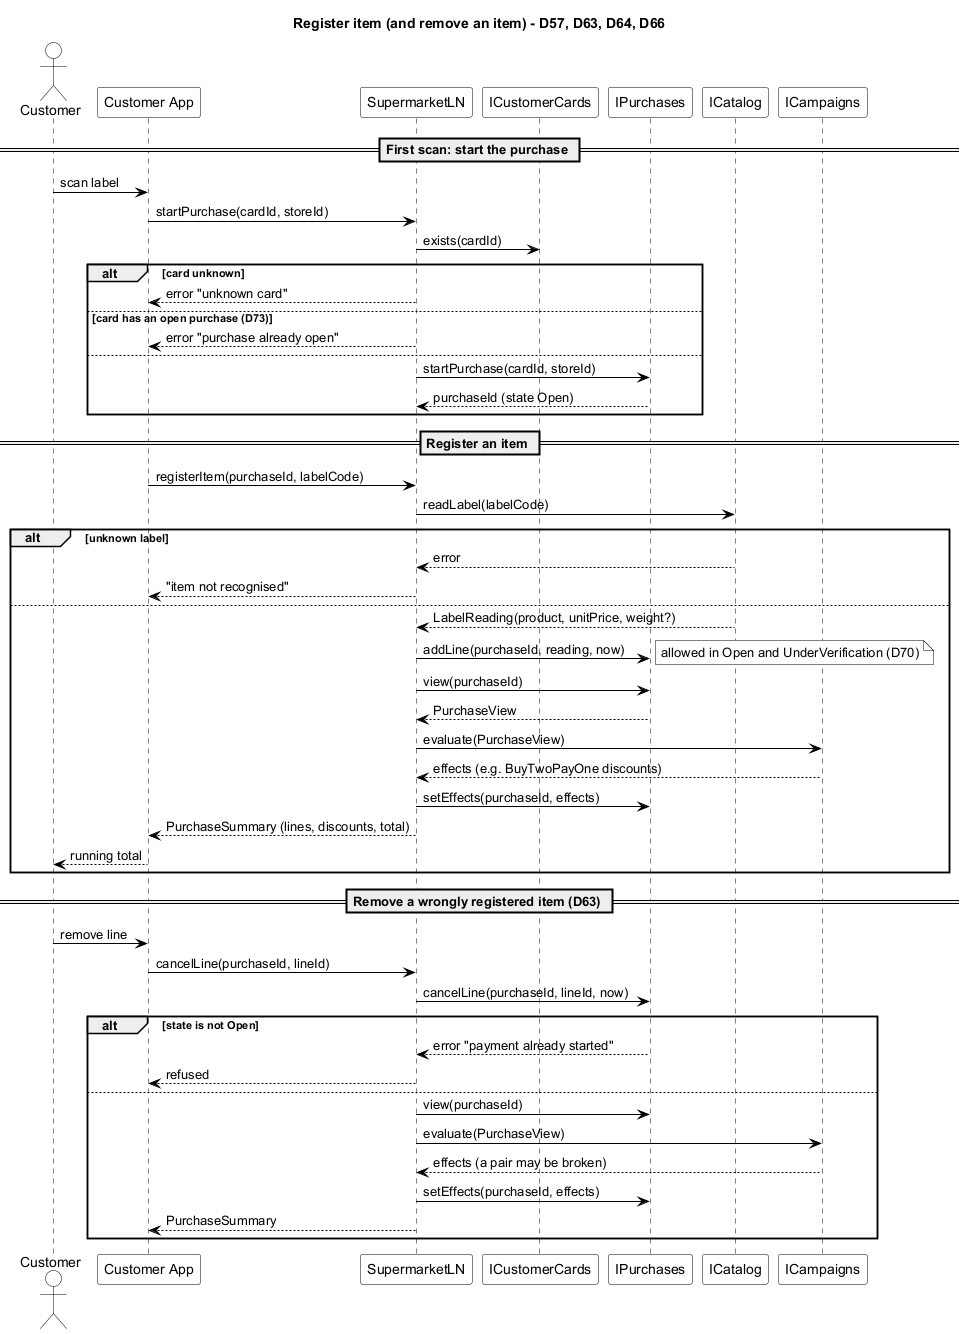 Register item (and remove an item) - D57, D63, D64, D66
Customer
Customer App
SupermarketLN
ICustomerCards
IPurchases
ICatalog
ICampaigns
First scan: start the purchase
scan label
startPurchase(cardId, storeId)
exists(cardId)
alt
[card unknown]
error "unknown card"
[card has an open purchase (D73)]
error "purchase already open"
startPurchase(cardId, storeId)
purchaseId (state Open)
Register an item
registerItem(purchaseId, labelCode)
readLabel(labelCode)
alt
[unknown label]
error
"item not recognised"
LabelReading(product, unitPrice, weight?)
addLine(purchaseId, reading, now)
allowed in Open and UnderVerification (D70)
view(purchaseId)
PurchaseView
evaluate(PurchaseView)
effects (e.g. BuyTwoPayOne discounts)
setEffects(purchaseId, effects)
PurchaseSummary (lines, discounts, total)
running total
Remove a wrongly registered item (D63)
remove line
cancelLine(purchaseId, lineId)
cancelLine(purchaseId, lineId, now)
alt
[state is not Open]
error "payment already started"
refused
view(purchaseId)
evaluate(PurchaseView)
effects (a pair may be broken)
setEffects(purchaseId, effects)
PurchaseSummary
Customer
Customer App
SupermarketLN
ICustomerCards
IPurchases
ICatalog
ICampaigns